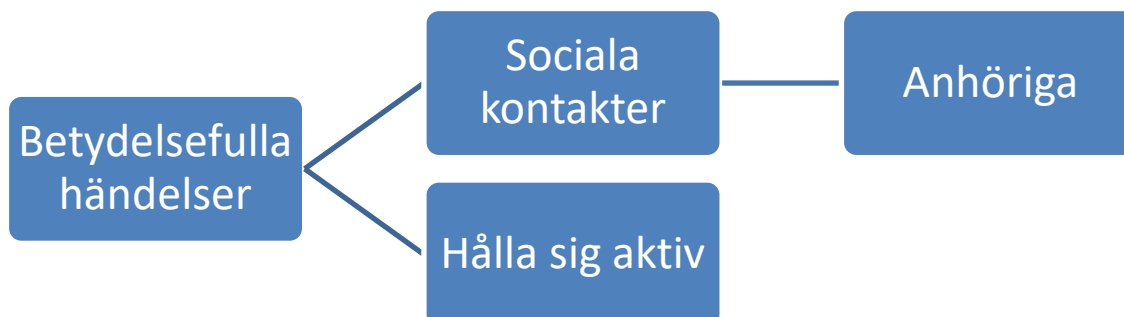 Sociala
kontakter
Anhöriga
Betydelsefulla
händelser
Hålla sig aktiv